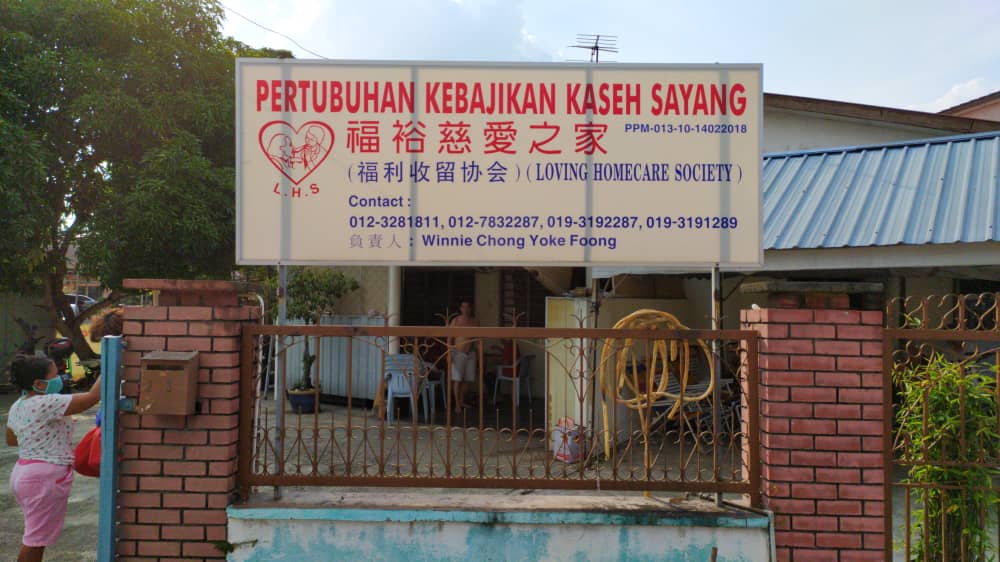 PERTUBUHAN KEBAJIKAN KASEH SAYANG
福裕慈愛之家 PPM-013-10-14022018
L.H.S
(福利收留协会) (LOVING HOMECARE SOCIETY)
Contact :
012-3281811, 012-7832287, 019-3192287, 019-3191289
負責人 : Winnie Chong Yoke Foong